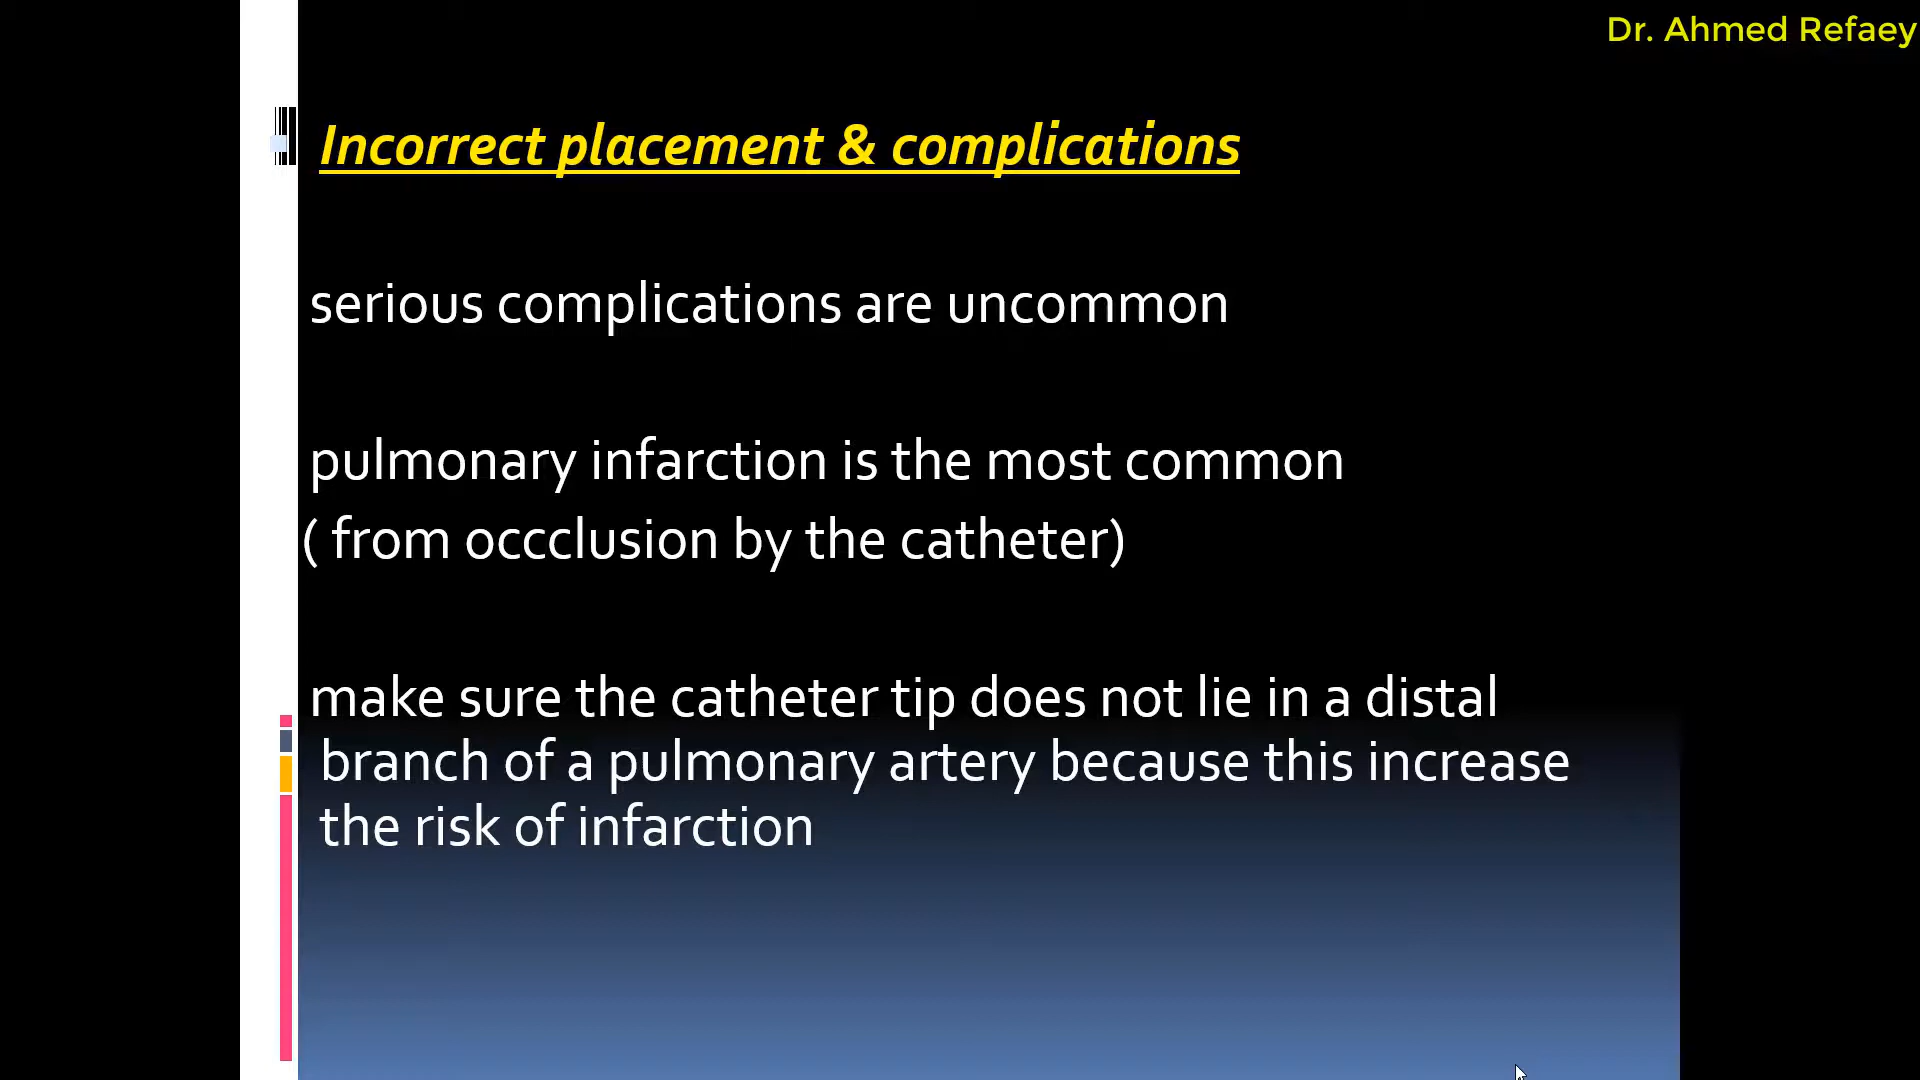 Dr. Ahmed Refaey
Incorrect placement & complications
serious complications are uncommon
pulmonary infarction is the most common
( from occclusion by the catheter)
make sure the catheter tip does not lie in a distal
branch of a pulmonary artery because this increase
the risk of infarction